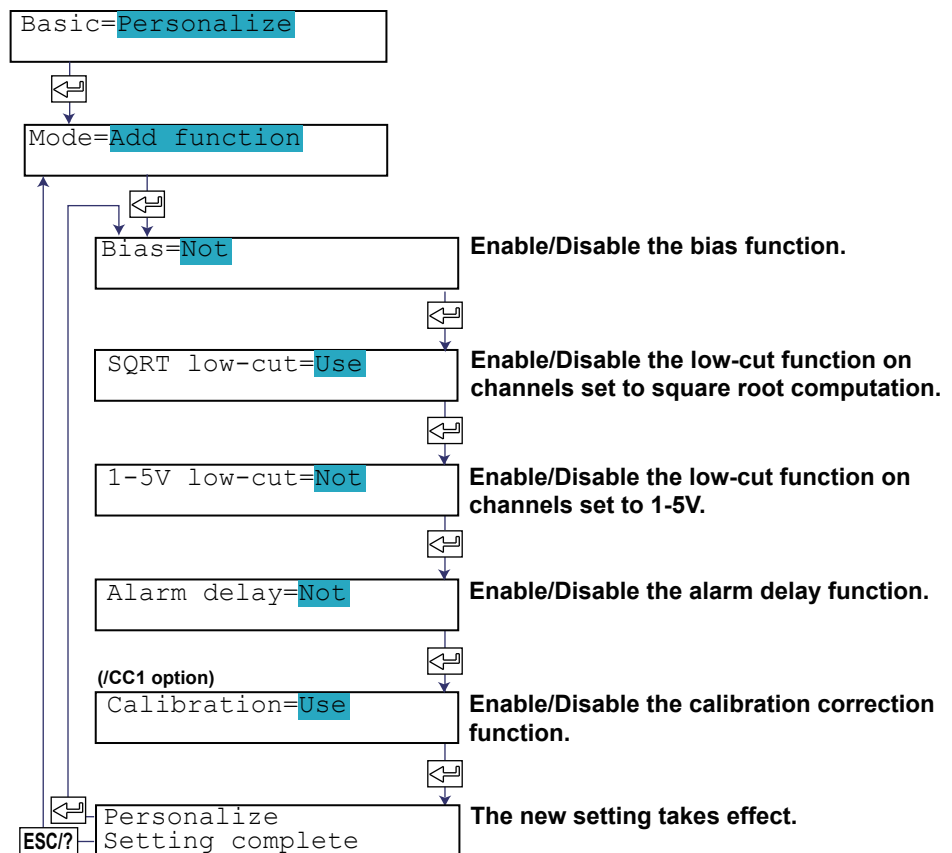 Basic=Personalize
Mode=Add function
Bias=Not
Enable/Disable the bias function.
SQRT low-cut=Use
Enable/Disable the low-cut function on
channels set to square root computation.
1-5V low-cut=Not
Enable/Disable the low-cut function on
channels set to 1-5V.
Alarm delay=Not
Enable/Disable the alarm delay function.
(/CC1 option)
Calibration=Use
Enable/Disable the calibration correction
function.
Personalize
Setting complete
The new setting takes effect.
ESC/?